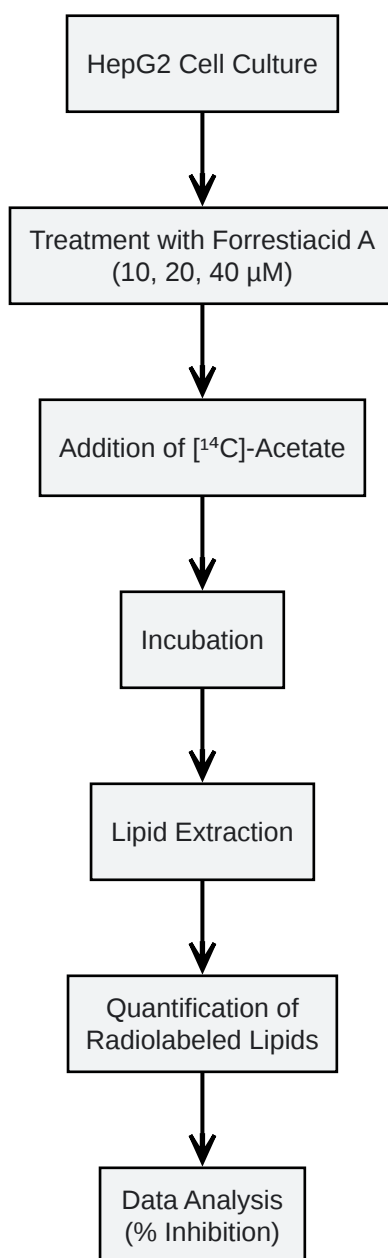 HepG2 Cell Culture
Treatment with Forrestiacid A
(10, 20, 40 µM)
Addition of [¹⁴C]-Acetate
Incubation
Lipid Extraction
Quantification of
Radiolabeled Lipids
Data Analysis
(% Inhibition)